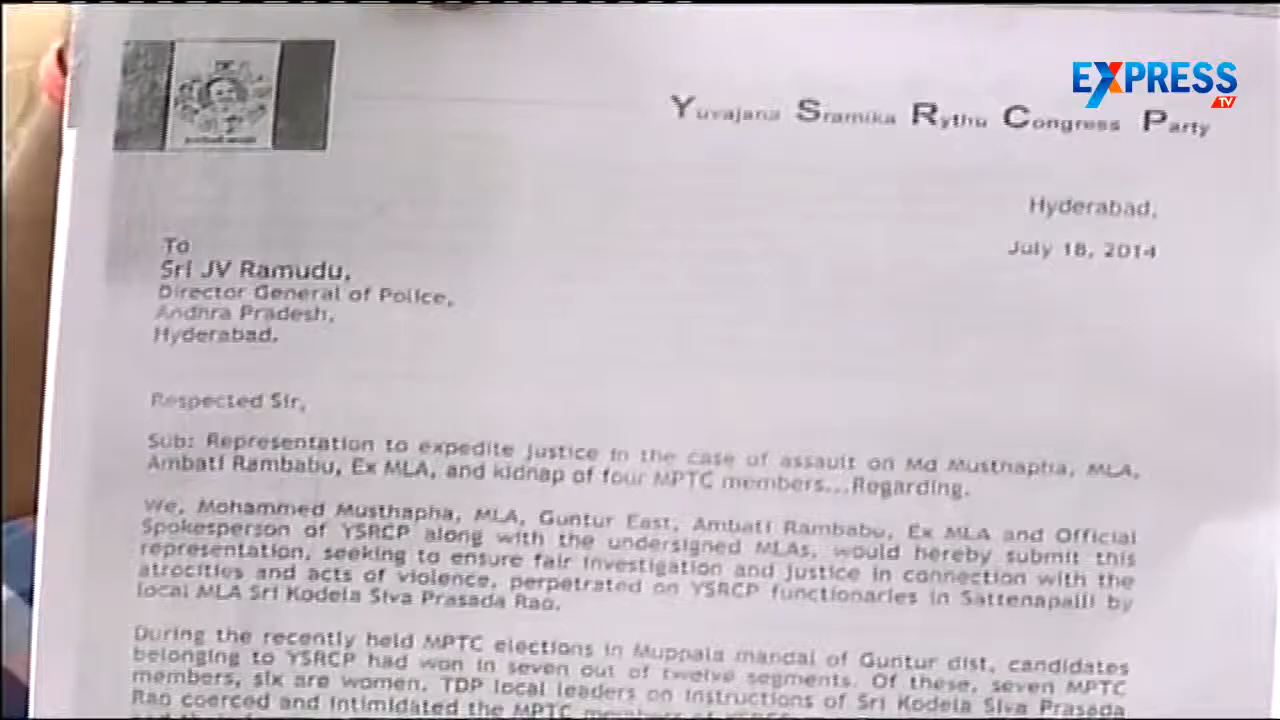 EXPRESS TV
Yuvajana Sramika Rythu Congress Party
Hyderabad,
July 18, 2014
To
Sri JV Ramudu,
Director General of Police,
Andhra Pradesh,
Hyderabad.
Respected Sir,
Sub: Representation to expedite justice in the case of assault on Md Musthapha, MLA,
Ambati Rambabu, Ex MLA, and kidnap of four MPTC members...Regarding.
We, Mohammed Musthapha, MLA, Guntur East, Ambati Rambabu, Ex MLA and Official
Spokesperson of YSRCP along with the undersigned MLAs, would hereby submit this
representation, seeking to ensure fair investigation and justice in connection with the
atrocities and acts of violence, perpetrated on YSRCP functionaries in Sattenapalli by
local MLA Sri Kodela Siva Prasada Rao.
During the recently held MPTC elections in Muppala mandal of Guntur dist, candidates
belonging to YSRCP had won in seven out of twelve segments. Of these, seven MPTC
members, six are women. TDP local leaders on instructions of Sri Kodela Siva Prasada
Rao coerced and intimidated the MPTC members of